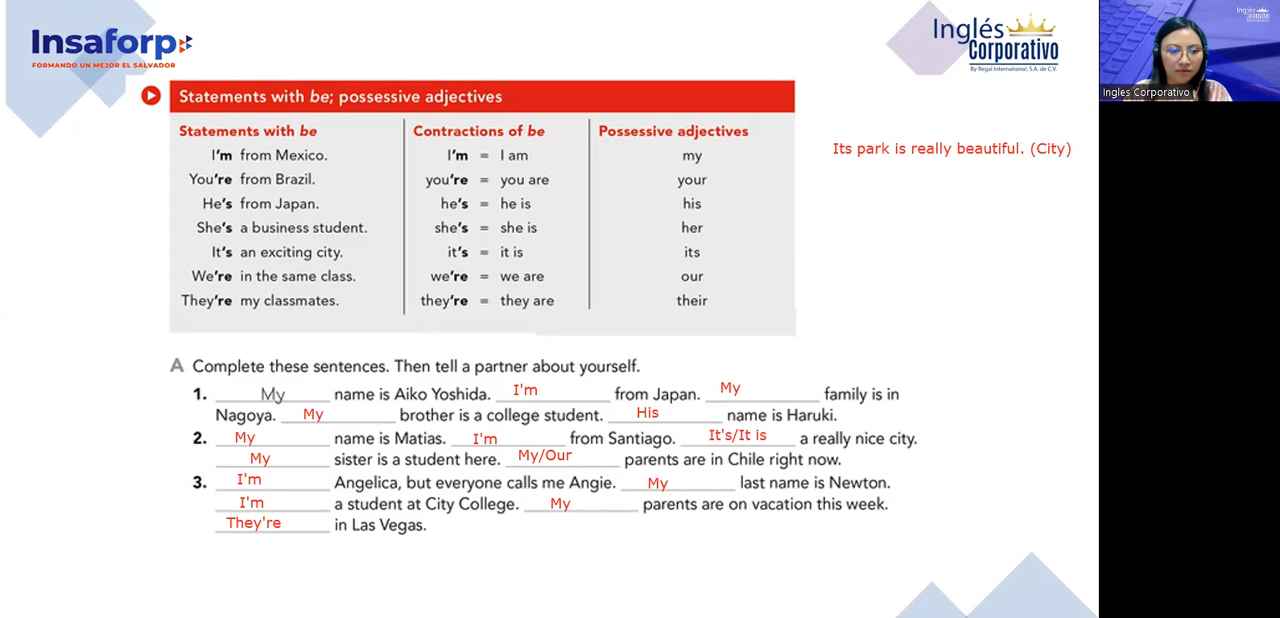 Insaforp
FORMANDO UN MEJOR EL SALVADOR
Inglés
Corporativo
By Regal International, S.A. de C.V.
Ingles Corporativo
Statements with be; possessive adjectives
Statements with be Contractions of be Possessive adjectives
I'm from Mexico. I'm = I am my
You're from Brazil. you're = you are your
He's from Japan. he's = he is his
She's a business student. she's = she is her
It's an exciting city. it's = it is its
We're in the same class. we're = we are our
They're my classmates. they're = they are their
Its park is really beautiful. (City)
A Complete these sentences. Then tell a partner about yourself.
1. My name is Aiko Yoshida. I'm from Japan. My family is in
Nagoya. My brother is a college student. His name is Haruki.
2. My name is Matias. I'm from Santiago. It's/It is a really nice city.
My sister is a student here. My/Our parents are in Chile right now.
3. I'm Angelica, but everyone calls me Angie. My last name is Newton.
I'm a student at City College. My parents are on vacation this week.
They're in Las Vegas.